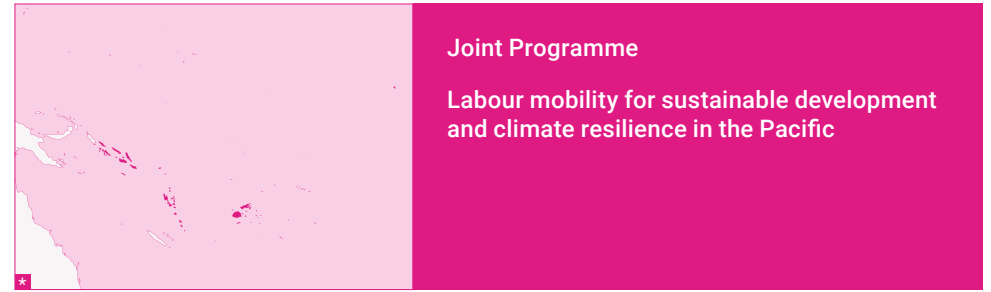 Joint Programme
Labour mobility for sustainable development
and climate resilience in the Pacific
*